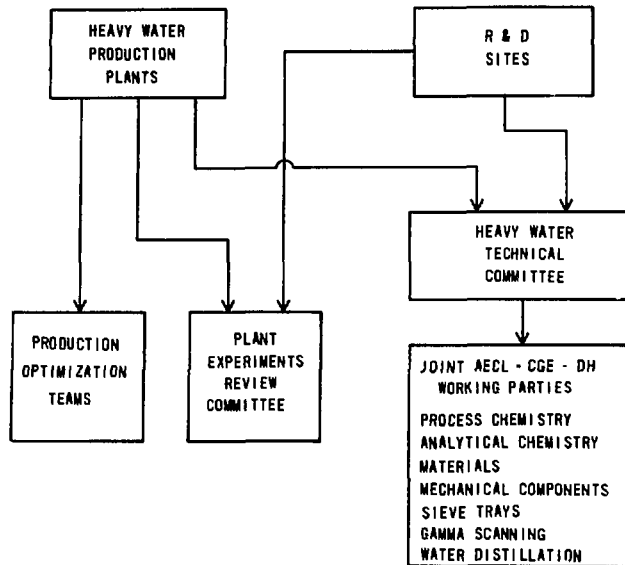 HEAVY WATER
PRODUCTION
PLANTS
R & D
SITES
HEAVY WATER
TECHNICAL
COMMITTEE
PRODUCTION
OPTIMIZATION
TEAMS
PLANT
EXPERIMENTS
REVIEW
COMMITTEE
JOINT AECL - CGE - DH
WORKING PARTIES
PROCESS CHEMISTRY
ANALYTICAL CHEMISTRY
MATERIALS
MECHANICAL COMPONENTS
SIEVE TRAYS
GAMMA SCANNING
WATER DISTILLATION